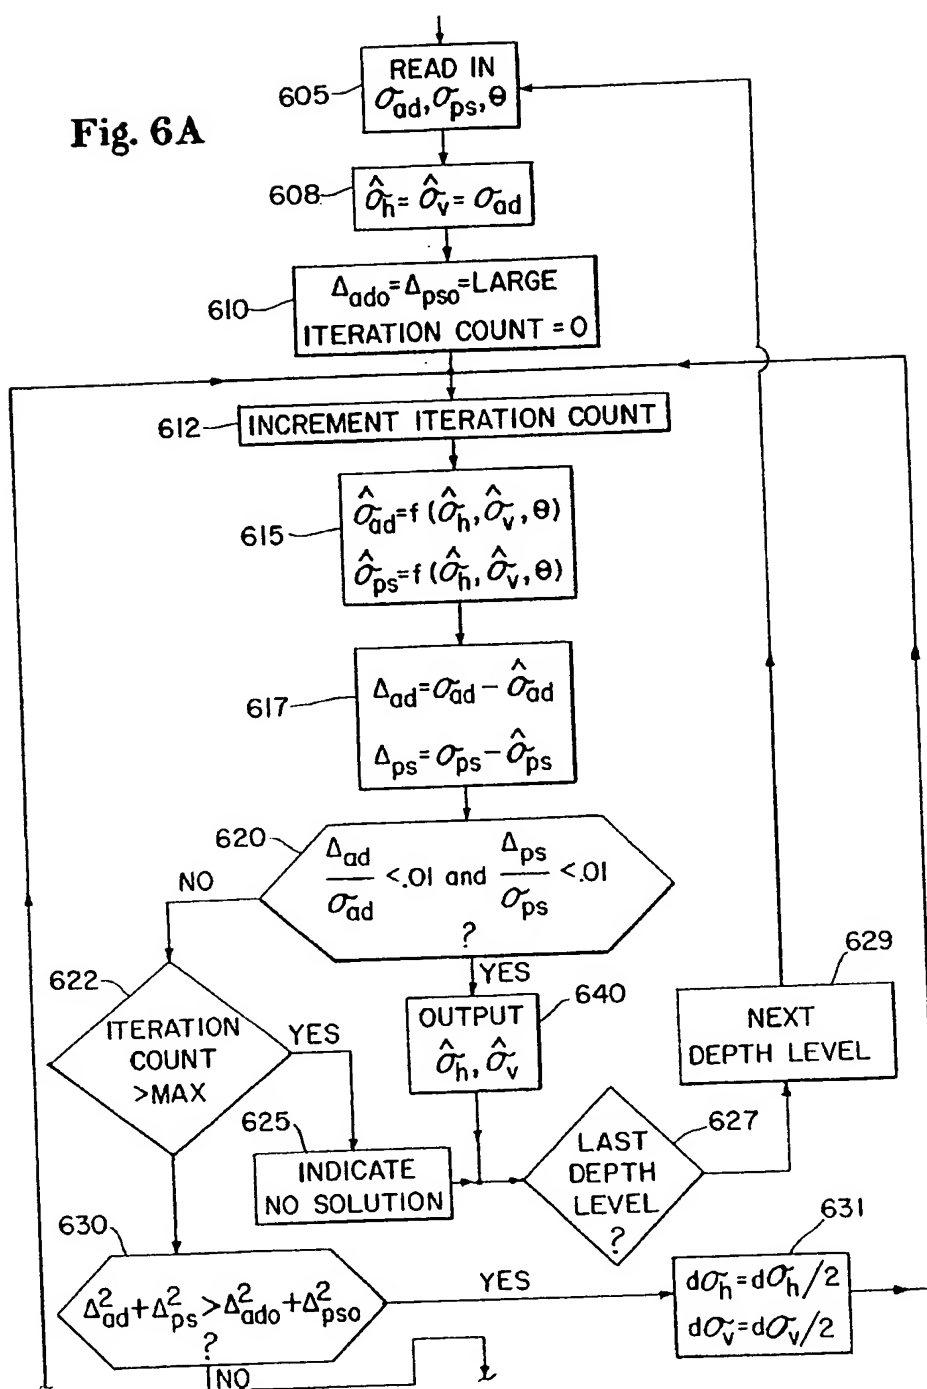 Fig. 6A
605
READ IN
σad, σps, θ
608
σ̂h = σ̂v = σad
610
Δado = Δpso = LARGE
ITERATION COUNT = 0
612
INCREMENT ITERATION COUNT
615
σ̂ad = f (σ̂h, σ̂v, θ)
σ̂ps = f (σ̂h, σ̂v, θ)
617
Δad = σad − σ̂ad
Δps = σps − σ̂ps
620
Δad/σad < .01 and Δps/σps < .01
?
NO
YES
622
ITERATION
COUNT
>MAX
YES
640
OUTPUT
σ̂h, σ̂v
629
NEXT
DEPTH LEVEL
625
INDICATE
NO SOLUTION
627
LAST
DEPTH
LEVEL
?
630
Δ²ad + Δ²ps > Δ²ado + Δ²pso
?
YES
NO
631
dσh = dσh/2
dσv = dσv/2